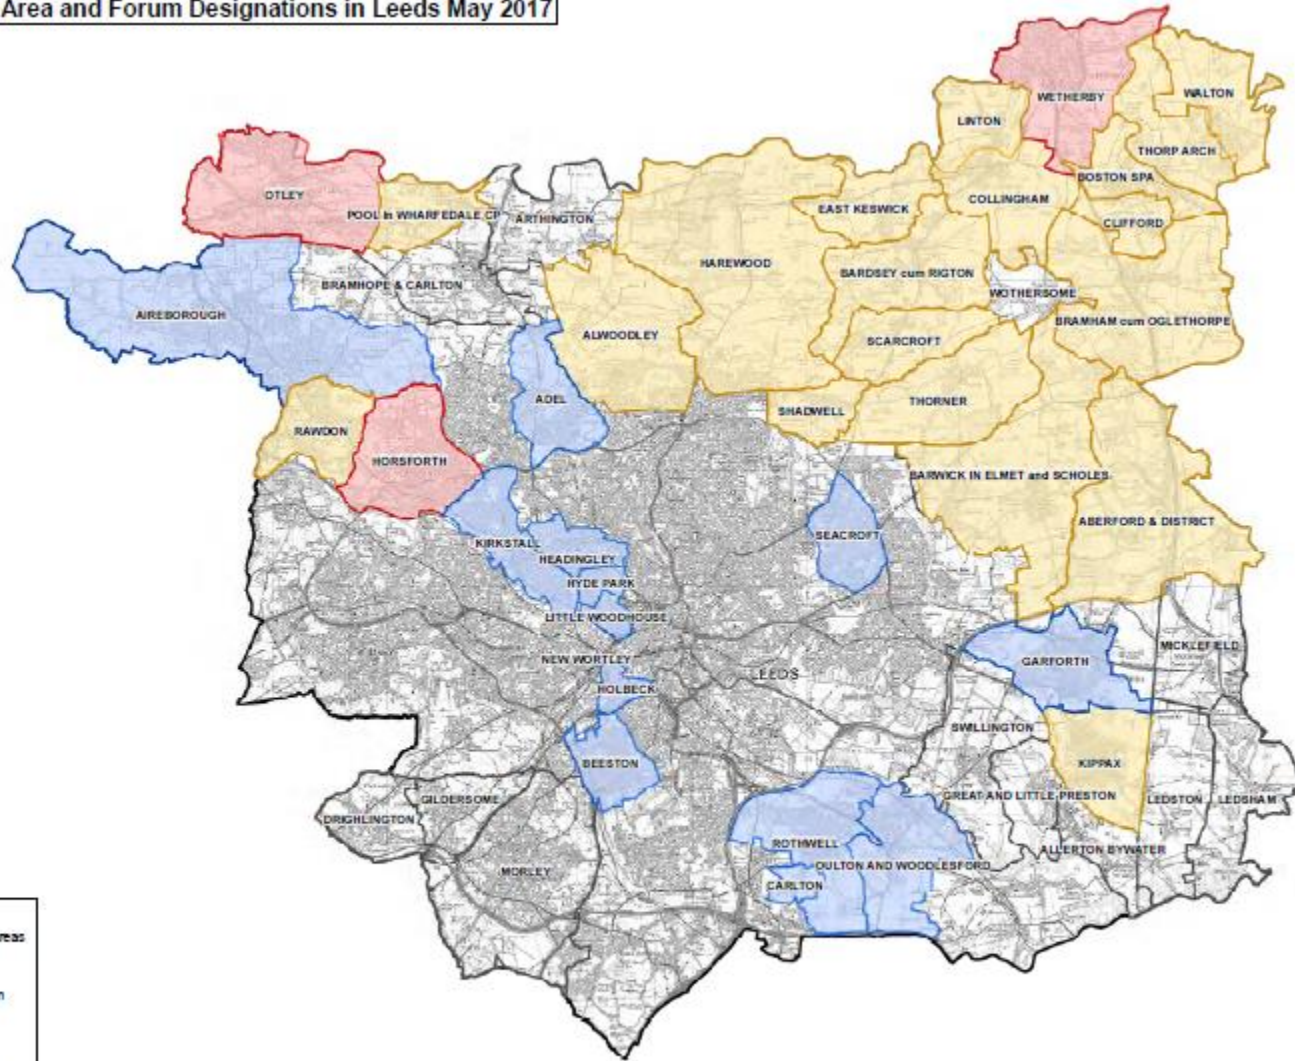 Area and Forum Designations in Leeds May 2017
WETHERBY
WALTON
LINTON
THORP ARCH
BOSTON SPA
OTLEY
COLLINGHAM
EAST KESWICK
POOL in WHARFEDALE CP
ARTHINGTON
CLIFFORD
HAREWOOD
BARDSEY cum RIGTON
BRAMHOPE & CARLTON
WOTHERSOME
AIREBOROUGH
BRAMHAM cum OGLETHORPE
ALWOODLEY
SCARCROFT
ADEL
THORNER
SHADWELL
RAWDON
HORSFORTH
BARWICK IN ELMET and SCHOLES
ABERFORD & DISTRICT
SEACROFT
KIRKSTALL
HEADINGLEY
HYDE PARK
LITTLE WOODHOUSE
MICKLEFIELD
NEW WORTLEY
GARFORTH
LEEDS
HOLBECK
SWILLINGTON
BEESTON
KIPPAX
GREAT AND LITTLE PRESTON
LEDSTON
LEDSHAM
GILDERSOME
DRIGHLINGTON
ROTHWELL
ALLERTON BYWATER
OULTON AND WOODLESFORD
MORLEY
CARLTON
reas
n